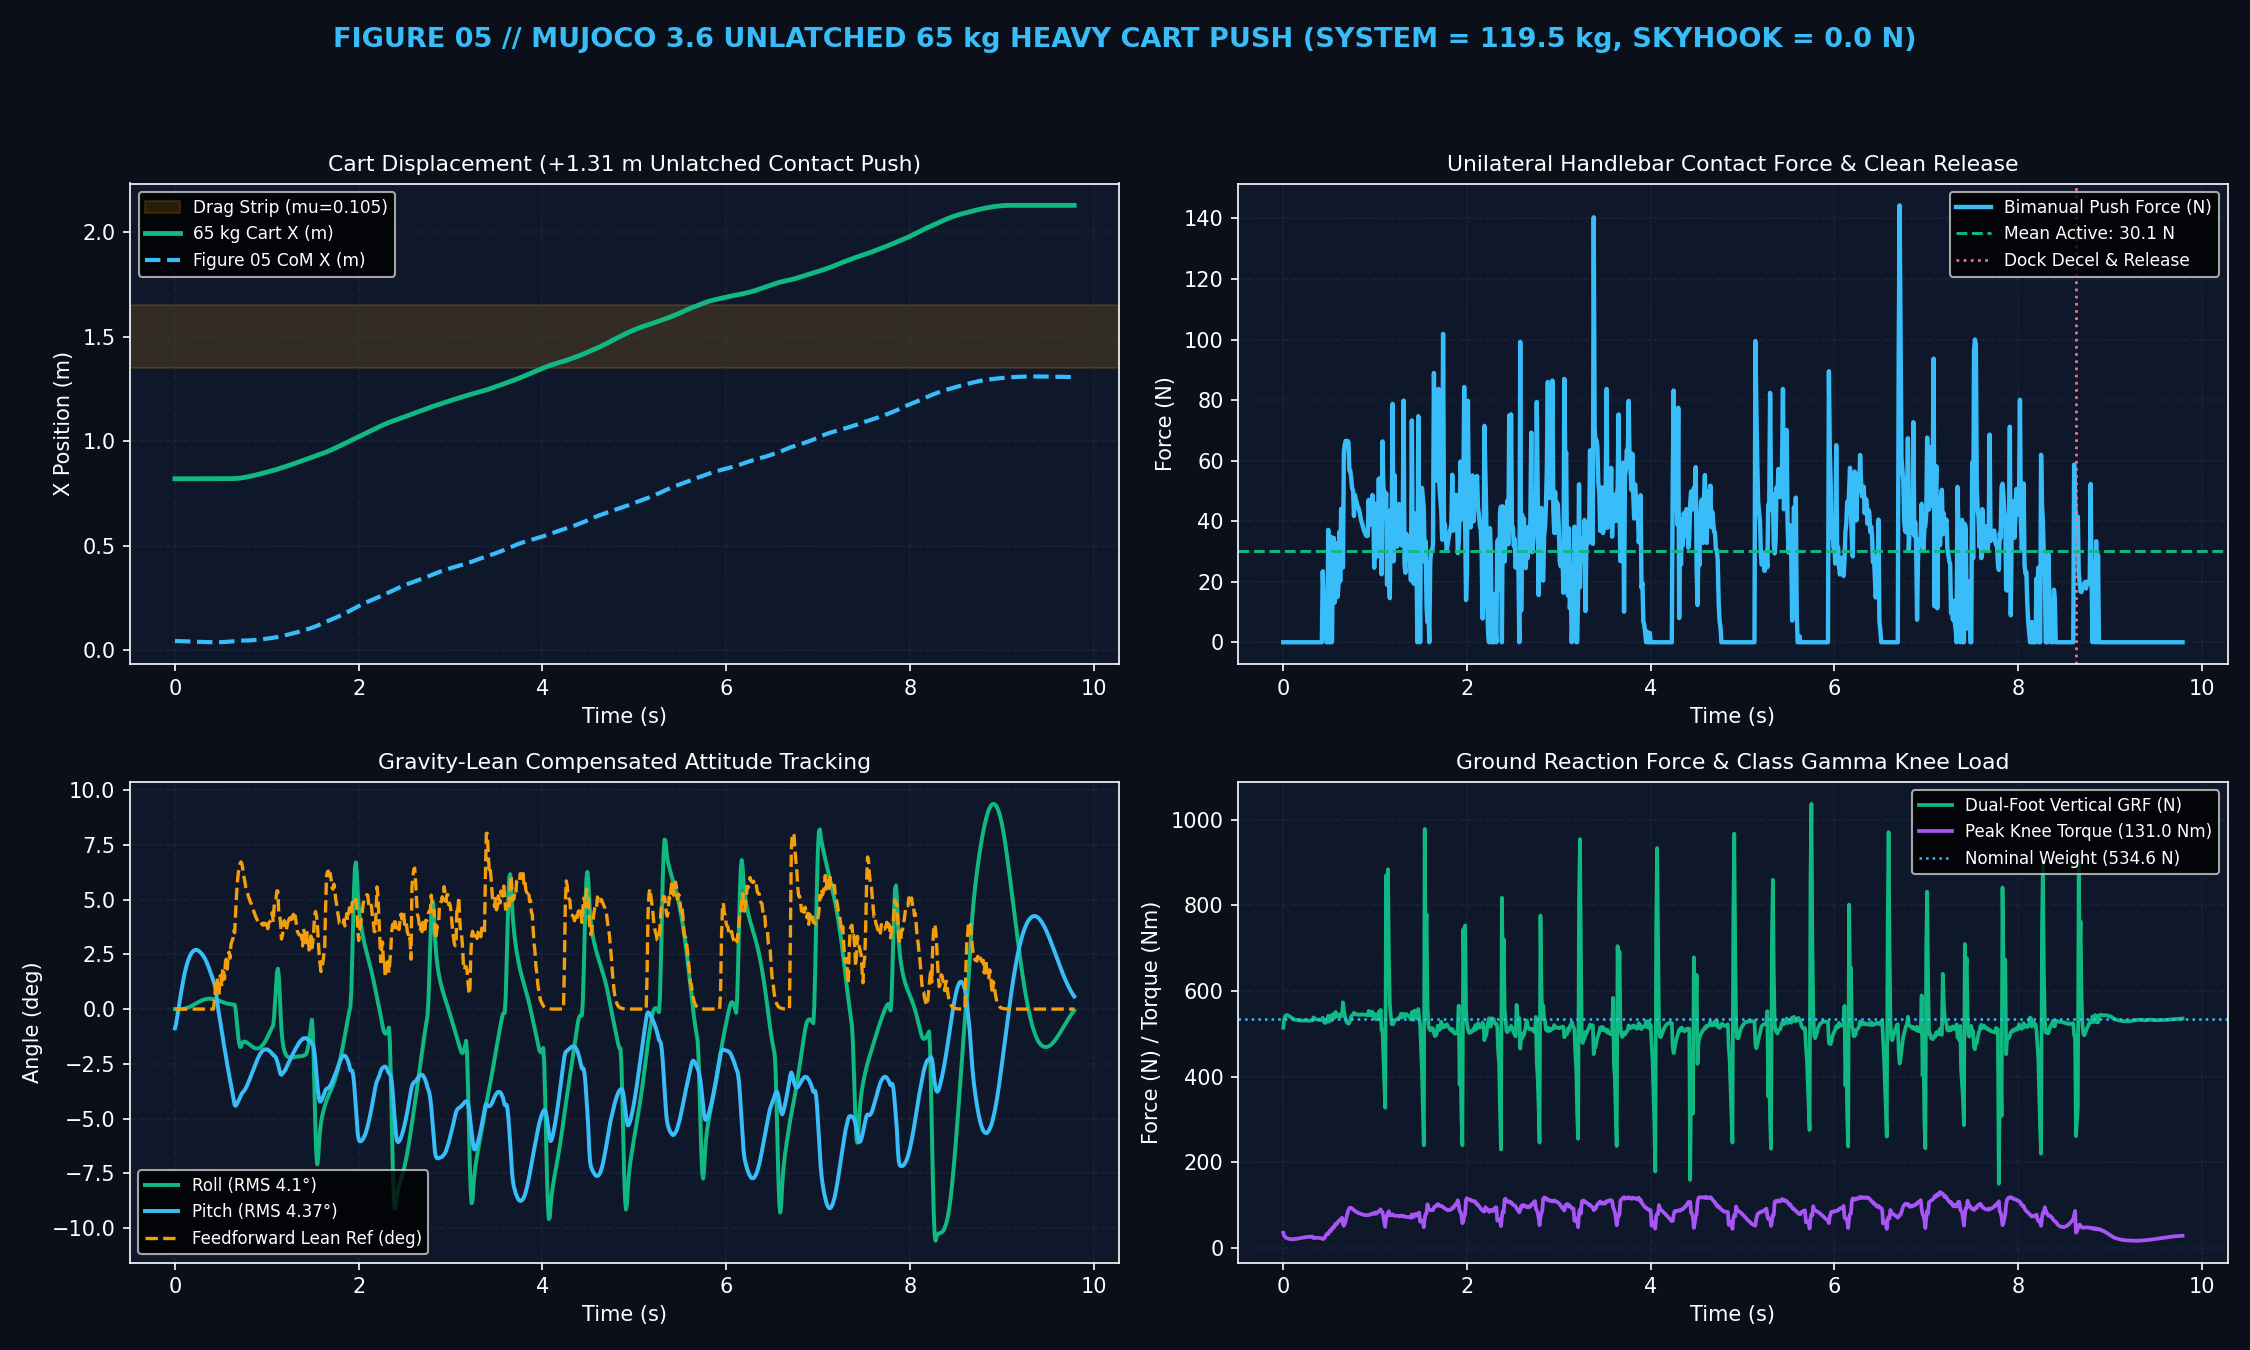 FIGURE 05 // MUJOCO 3.6 UNLATCHED 65 kg HEAVY CART PUSH (SYSTEM = 119.5 kg, SKYHOOK = 0.0 N)
Cart Displacement (+1.31 m Unlatched Contact Push)
Drag Strip (mu=0.105)
65 kg Cart X (m)
Figure 05 CoM X (m)
X Position (m)
2.0
1.5
1.0
0.5
0.0
0 2 4 6 8 10
Time (s)
Unilateral Handlebar Contact Force & Clean Release
Bimanual Push Force (N)
Mean Active: 30.1 N
Dock Decel & Release
Force (N)
140
120
100
80
60
40
20
0
0 2 4 6 8 10
Time (s)
Gravity-Lean Compensated Attitude Tracking
Angle (deg)
10.0
7.5
5.0
2.5
0.0
−2.5
−5.0
−7.5
−10.0
Roll (RMS 4.1°)
Pitch (RMS 4.37°)
Feedforward Lean Ref (deg)
0 2 4 6 8 10
Time (s)
Ground Reaction Force & Class Gamma Knee Load
Dual-Foot Vertical GRF (N)
Peak Knee Torque (131.0 Nm)
Nominal Weight (534.6 N)
Force (N) / Torque (Nm)
1000
800
600
400
200
0
0 2 4 6 8 10
Time (s)